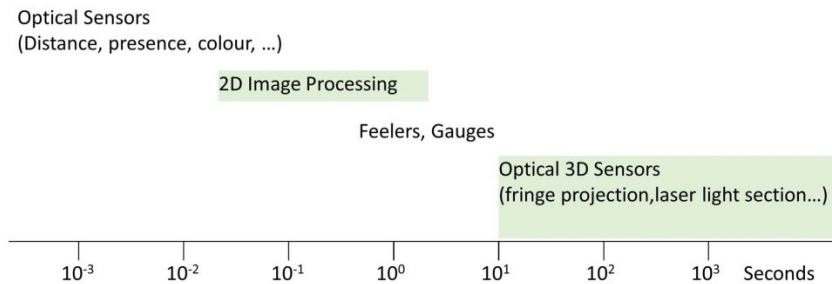 Optical Sensors
(Distance, presence, colour, ...)
2D Image Processing
Feelers, Gauges
Optical 3D Sensors
(fringe projection,laser light section...)
10⁻³ 10⁻² 10⁻¹ 10⁰ 10¹ 10² 10³ Seconds